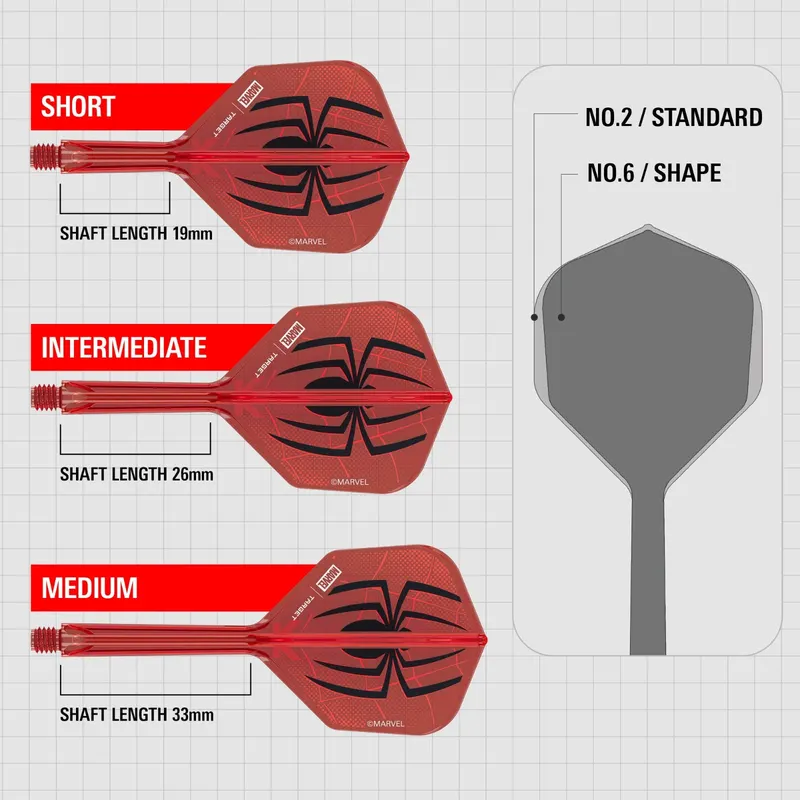 SHORT
MARVEL
TARGET
©MARVEL
SHAFT LENGTH 19mm
INTERMEDIATE
MARVEL
TARGET
©MARVEL
SHAFT LENGTH 26mm
MEDIUM
MARVEL
TARGET
©MARVEL
SHAFT LENGTH 33mm
NO.2 / STANDARD
NO.6 / SHAPE